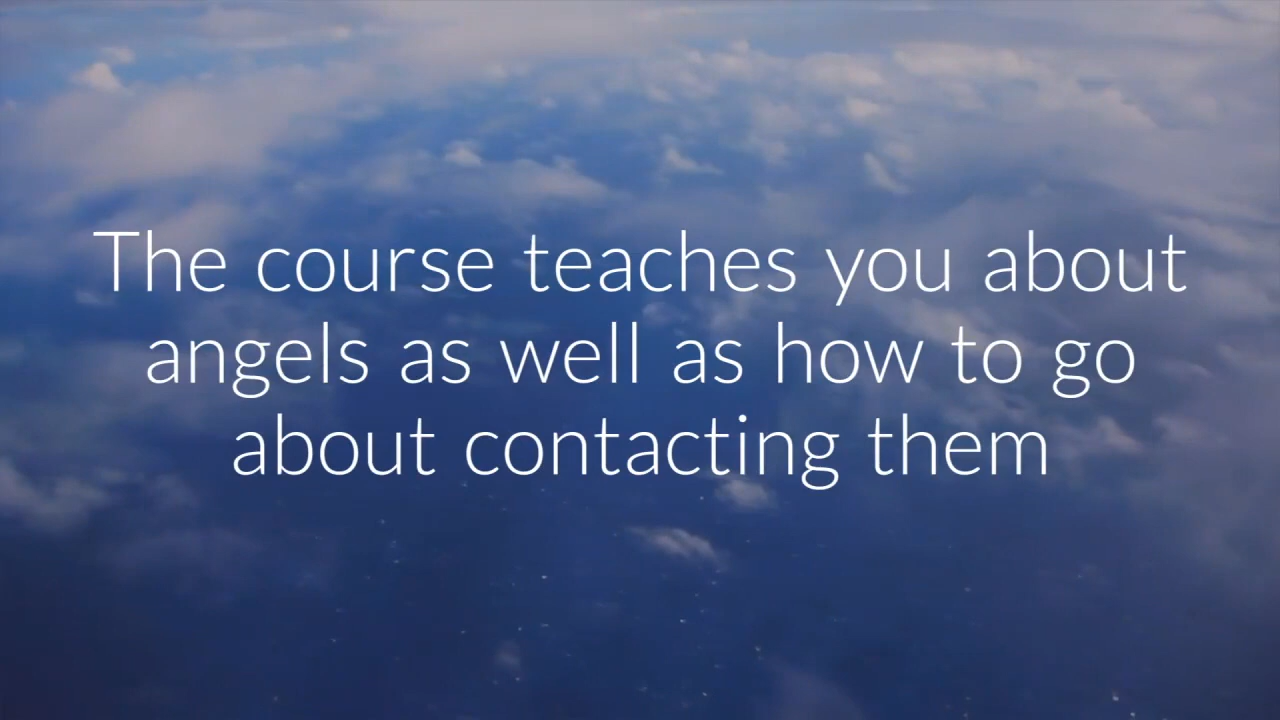 The course teaches you about
angels as well as how to go
about contacting them